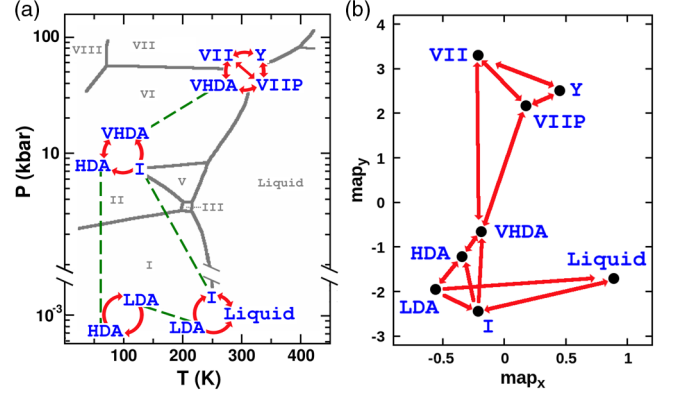 (a)
100
10
10⁻³
P (kbar)
VIII
VII
VI
II
V
III
I
Liquid
VII
Y
VHDA
VIIP
VHDA
HDA
I
LDA
HDA
I
LDA
Liquid
100
200
300
400
T (K)
(b)
4
3
2
1
0
-1
-2
-3
map_y
VII
Y
VIIP
VHDA
HDA
Liquid
LDA
I
-0.5
0
0.5
1
map_x